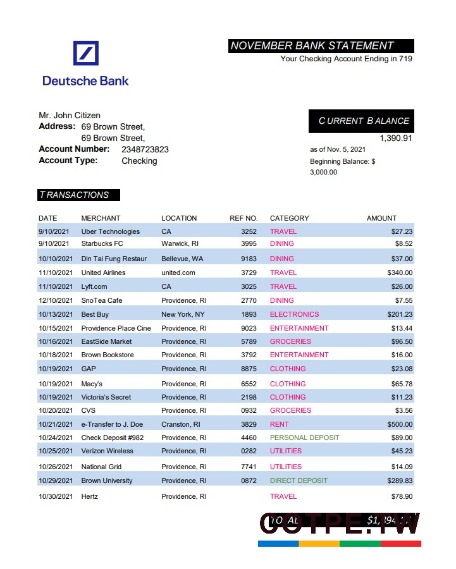 NOVEMBER BANK STATEMENT
Your Checking Account Ending in 719
Deutsche Bank
Mr. John Citizen
Address: 69 Brown Street,
69 Brown Street,
Account Number: 2348723823
Account Type: Checking
CURRENT BALANCE
1,390.91
as of Nov. 5, 2021
Beginning Balance: $
3,000.00
TRANSACTIONS
DATE MERCHANT LOCATION REF NO. CATEGORY AMOUNT
9/10/2021 Uber Technologies CA 3252 TRAVEL $27.23
9/10/2021 Starbucks FC Warwick, RI 3995 DINING $8.52
10/10/2021 Din Tai Fung Restaur Bellevue, WA 9183 DINING $37.00
11/10/2021 United Airlines united.com 3729 TRAVEL $340.00
11/10/2021 Lyft.com CA 3025 TRAVEL $26.00
12/10/2021 SnoTea Cafe Providence, RI 2770 DINING $7.55
10/13/2021 Best Buy New York, NY 1893 ELECTRONICS $201.23
10/15/2021 Providence Place Cine Providence, RI 9023 ENTERTAINMENT $13.44
10/16/2021 EastSide Market Providence, RI 5789 GROCERIES $96.50
10/18/2021 Brown Bookstore Providence, RI 3792 ENTERTAINMENT $16.00
10/19/2021 GAP Providence, RI 8875 CLOTHING $23.08
10/19/2021 Macy's Providence, RI 6552 CLOTHING $65.78
10/19/2021 Victoria's Secret Providence, RI 2198 CLOTHING $11.23
10/20/2021 CVS Providence, RI 0932 GROCERIES $3.56
10/21/2021 e-Transfer to J. Doe Cranston, RI 3829 RENT $500.00
10/24/2021 Check Deposit #982 Providence, RI 4460 PERSONAL DEPOSIT $89.00
10/25/2021 Verizon Wireless Providence, RI 0282 UTILITIES $45.23
10/26/2021 National Grid Providence, RI 7741 UTILITIES $14.09
10/29/2021 Brown University Providence, RI 0872 DIRECT DEPOSIT $289.83
10/30/2021 Hertz Providence, RI TRAVEL $78.90
TOTAL
GOTPE.TW